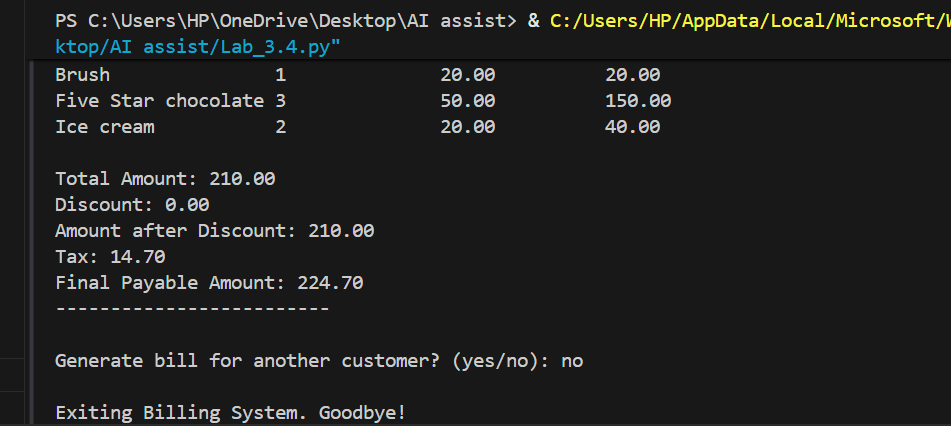 PS C:\Users\HP\OneDrive\Desktop\AI assist> & C:/Users/HP/AppData/Local/Microsoft/W
ktop/AI assist/Lab_3.4.py"
Brush 1 20.00 20.00
Five Star chocolate 3 50.00 150.00
Ice cream 2 20.00 40.00
Total Amount: 210.00
Discount: 0.00
Amount after Discount: 210.00
Tax: 14.70
Final Payable Amount: 224.70
-------------------------
Generate bill for another customer? (yes/no): no
Exiting Billing System. Goodbye!